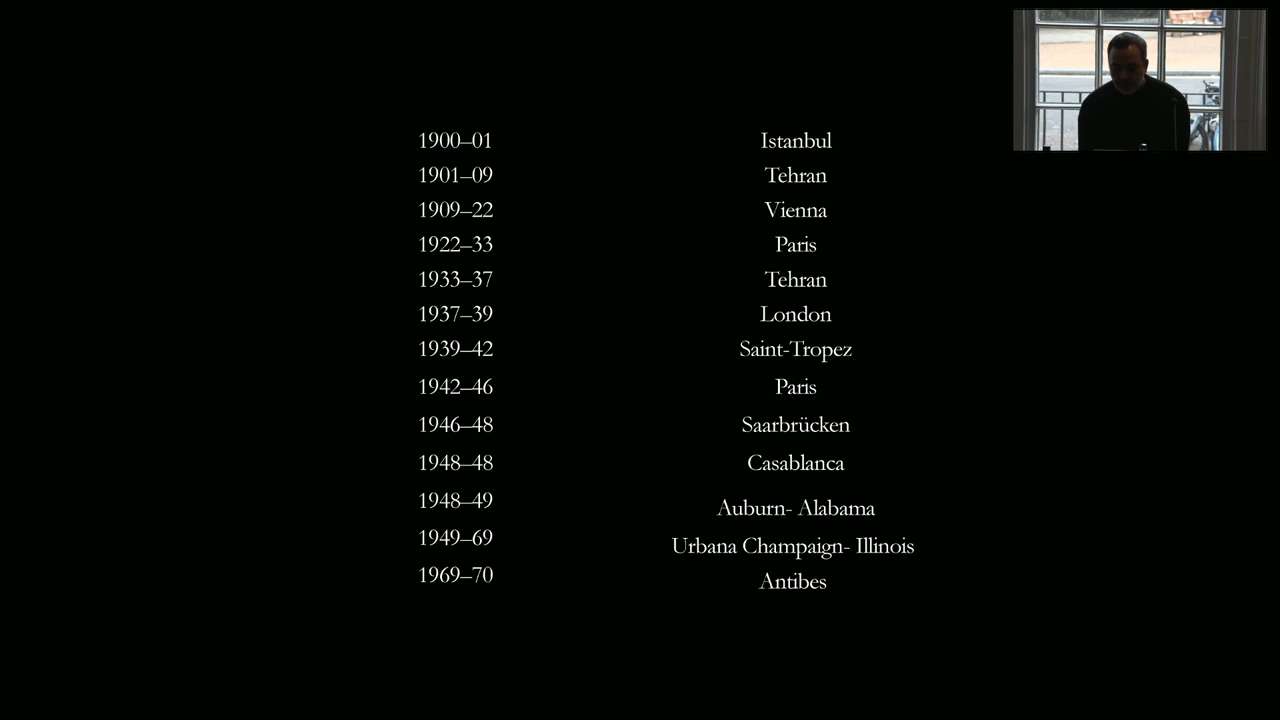 1900–01 Istanbul
1901–09 Tehran
1909–22 Vienna
1922–33 Paris
1933–37 Tehran
1937–39 London
1939–42 Saint-Tropez
1942–46 Paris
1946–48 Saarbrücken
1948–48 Casablanca
1948–49 Auburn- Alabama
1949–69 Urbana Champaign- Illinois
1969–70 Antibes